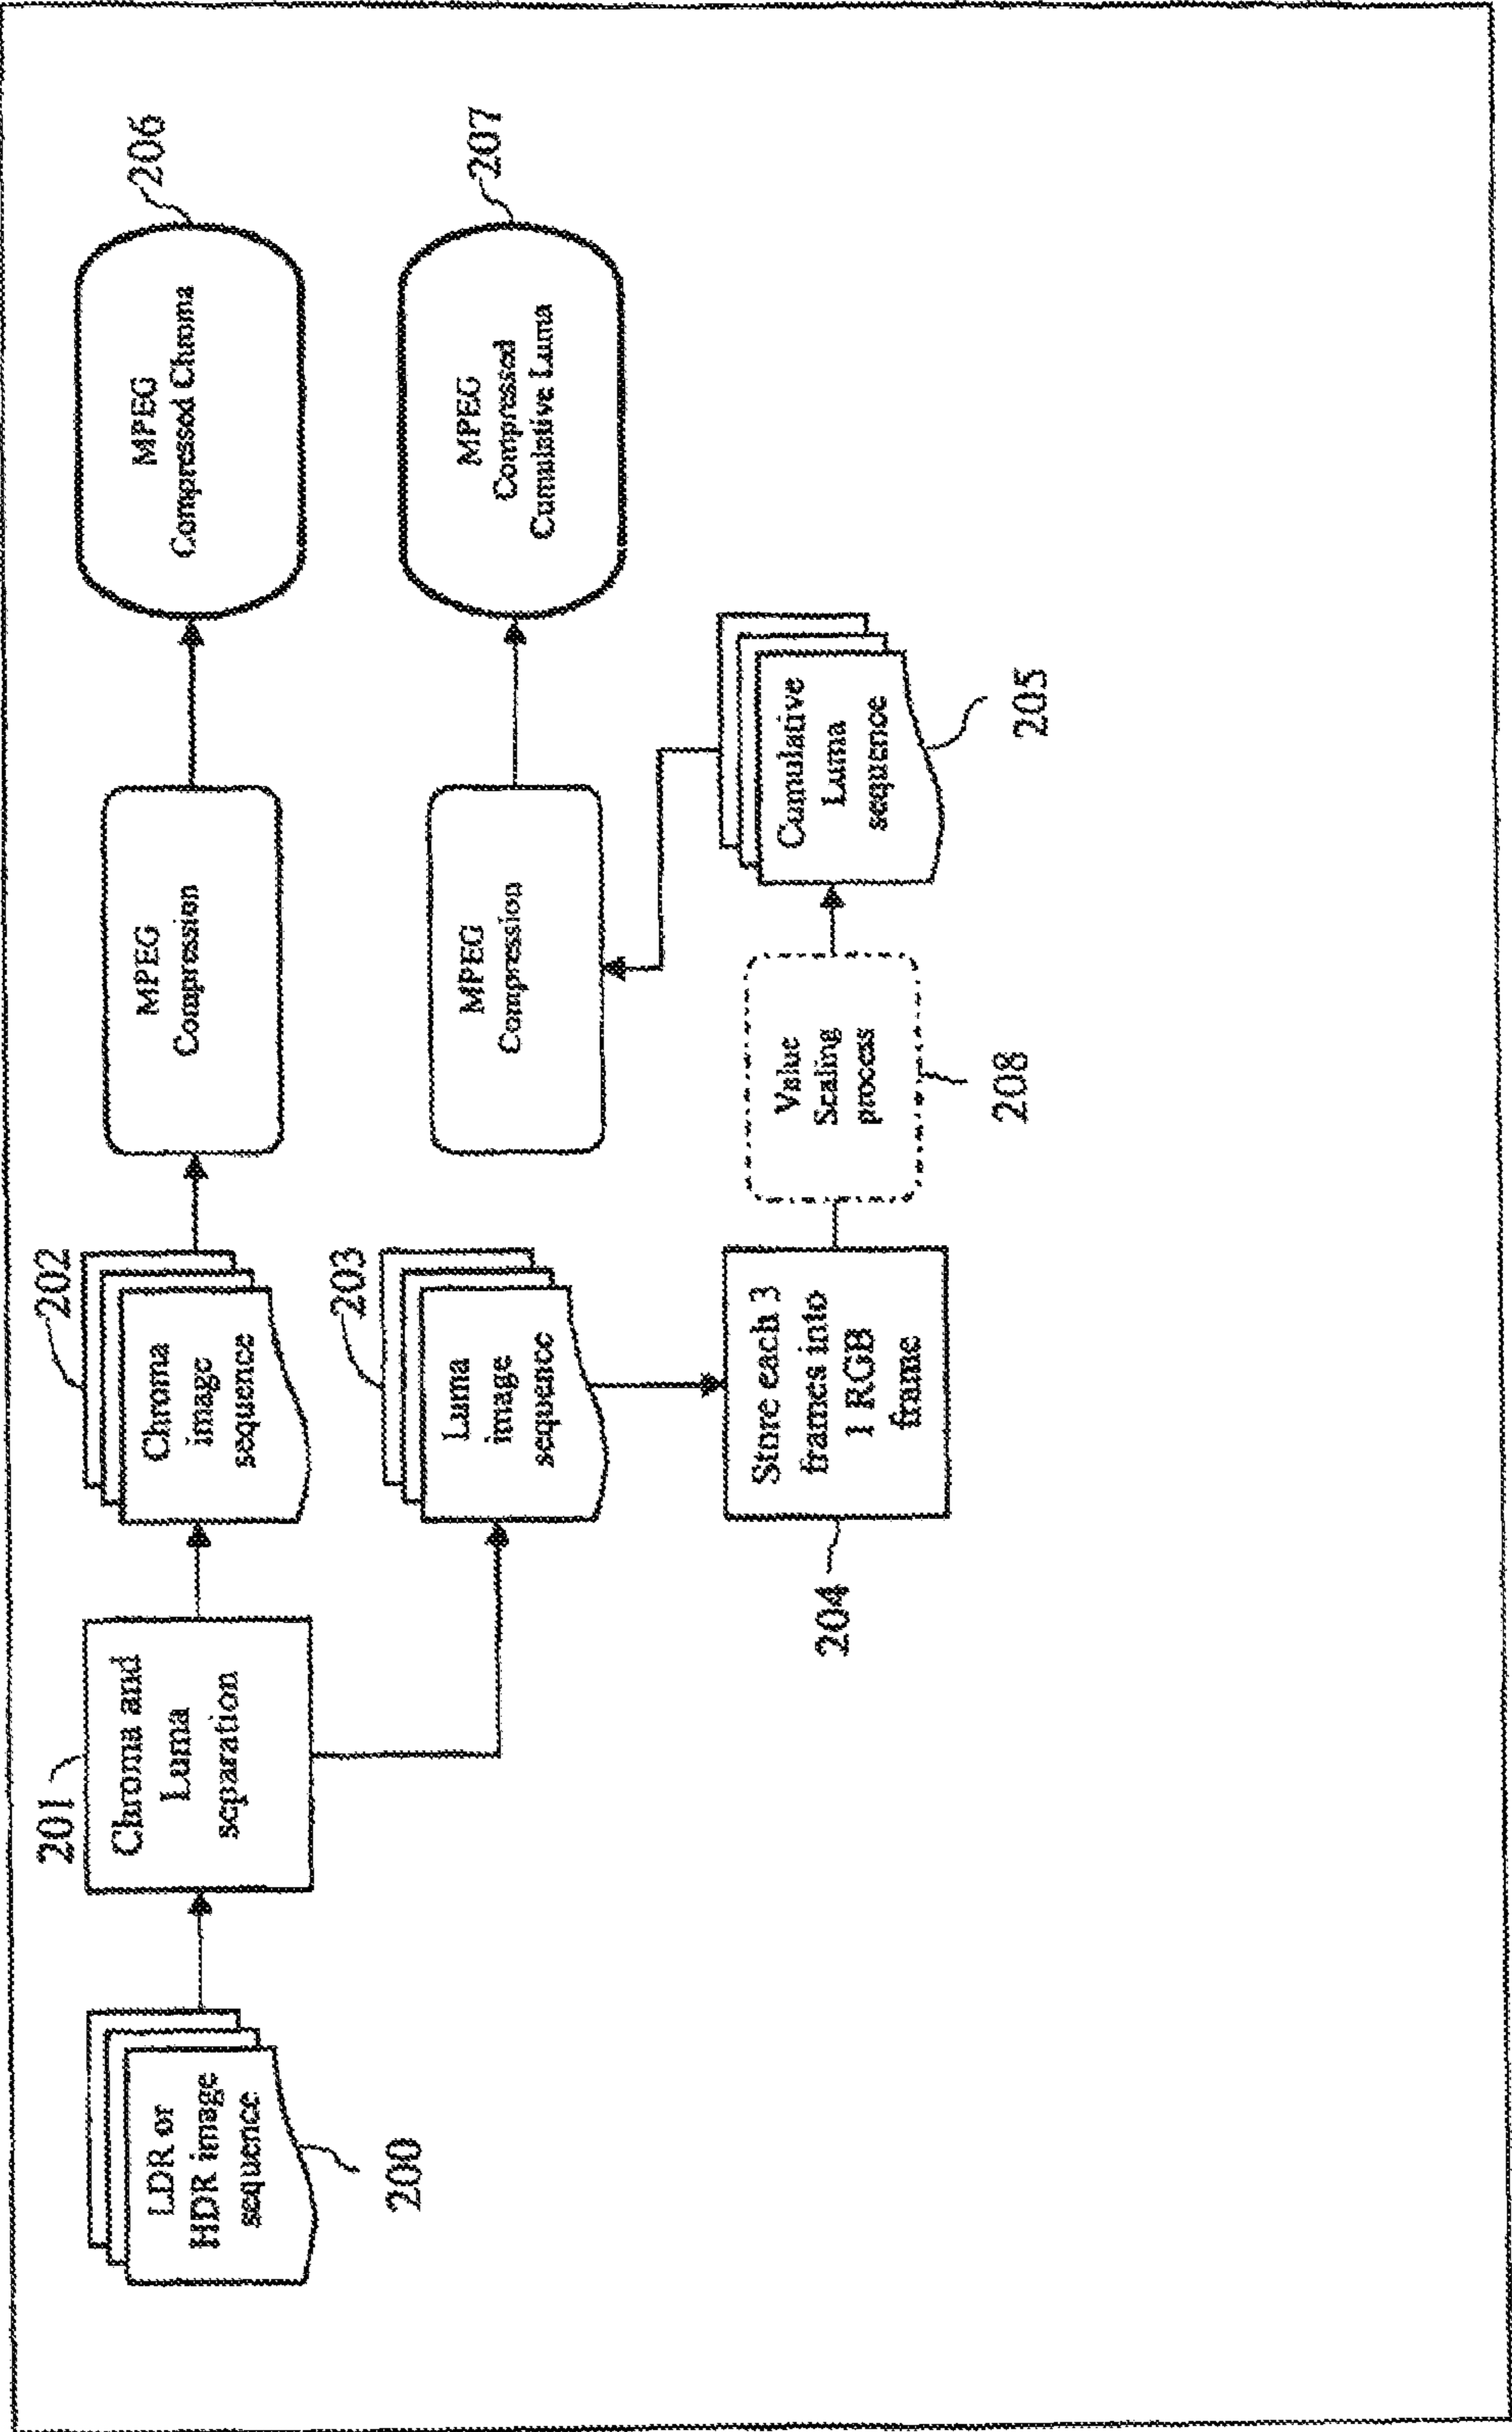 LDR or
HDR image
sequence
200
201
Chroma and
Luma
separation
202
Chroma
image
sequence
MPEG
Compression
MPEG
Compressed Chroma
206
203
Luma
image
sequence
MPEG
Compression
MPEG
Compressed
Cumulative Luma
207
Store each 3
frames into
1 RGB
frame
204
Value
Scaling
process
208
Cumulative
Luma
sequence
205